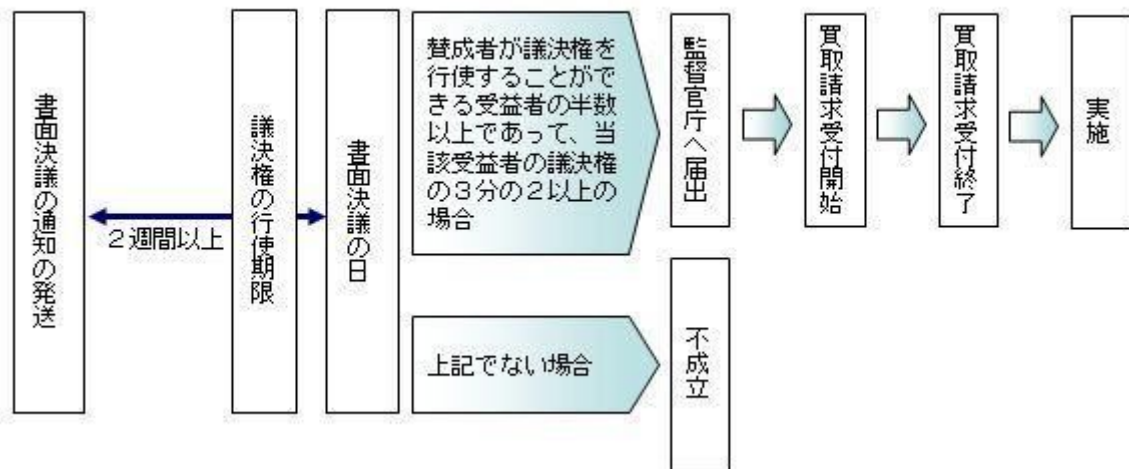 書面決議の通知の発送
２週間以上
議決権の行使期限
書面決議の日
賛成者が議決権を
行使することがで
きる受益者の半数
以上であって、当
該受益者の議決権
の３分の２以上の
場合
監督官庁へ届出
買取請求受付開始
買取請求受付終了
実施
上記でない場合
不成立